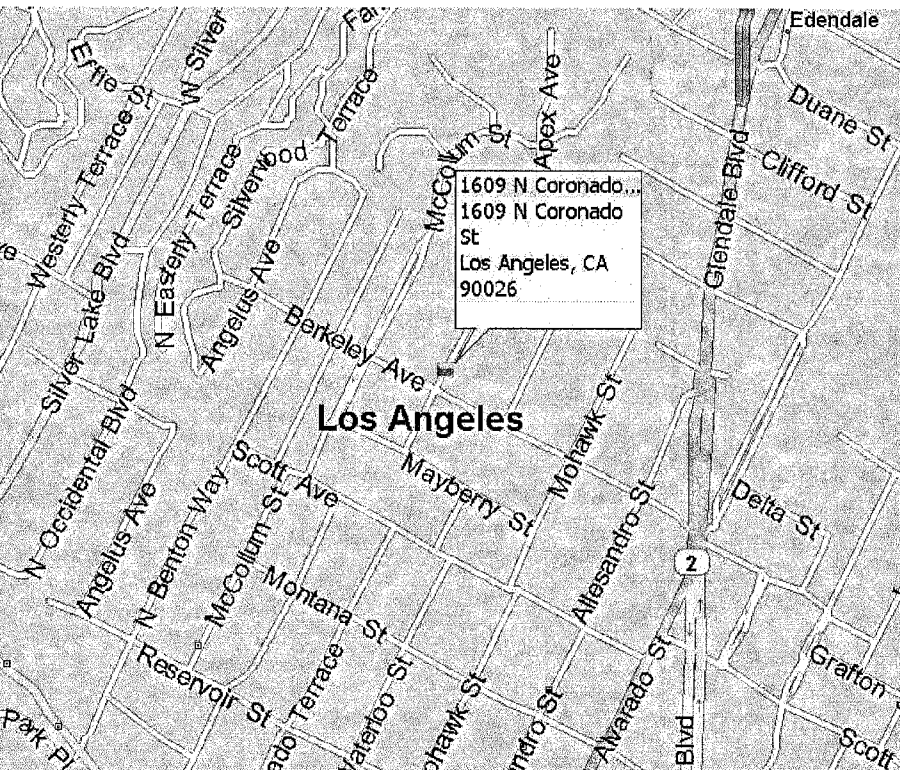 Edendale
Effie St
W Silver
Duane St
Westerly Terrace
Silverwood Terrace
McCollum St
Apex Ave
Clifford St
1609 N Coronado...
1609 N Coronado
St
Los Angeles, CA
90026
Glendale Blvd
Silver Lake Blvd
N Easterly Terrace
Angelus Ave
Berkeley Ave
Los Angeles
N Occidental Blvd
Scott Ave
Mayberry St
Mohawk St
Angelus Ave
N Benton Way
McCollum St
Allesandro St
Delta St
2
Montana St
Reservoir St
Terrace
Waterloo St
Alvarado St
Grafton
Park Pl
Blvd
Scott